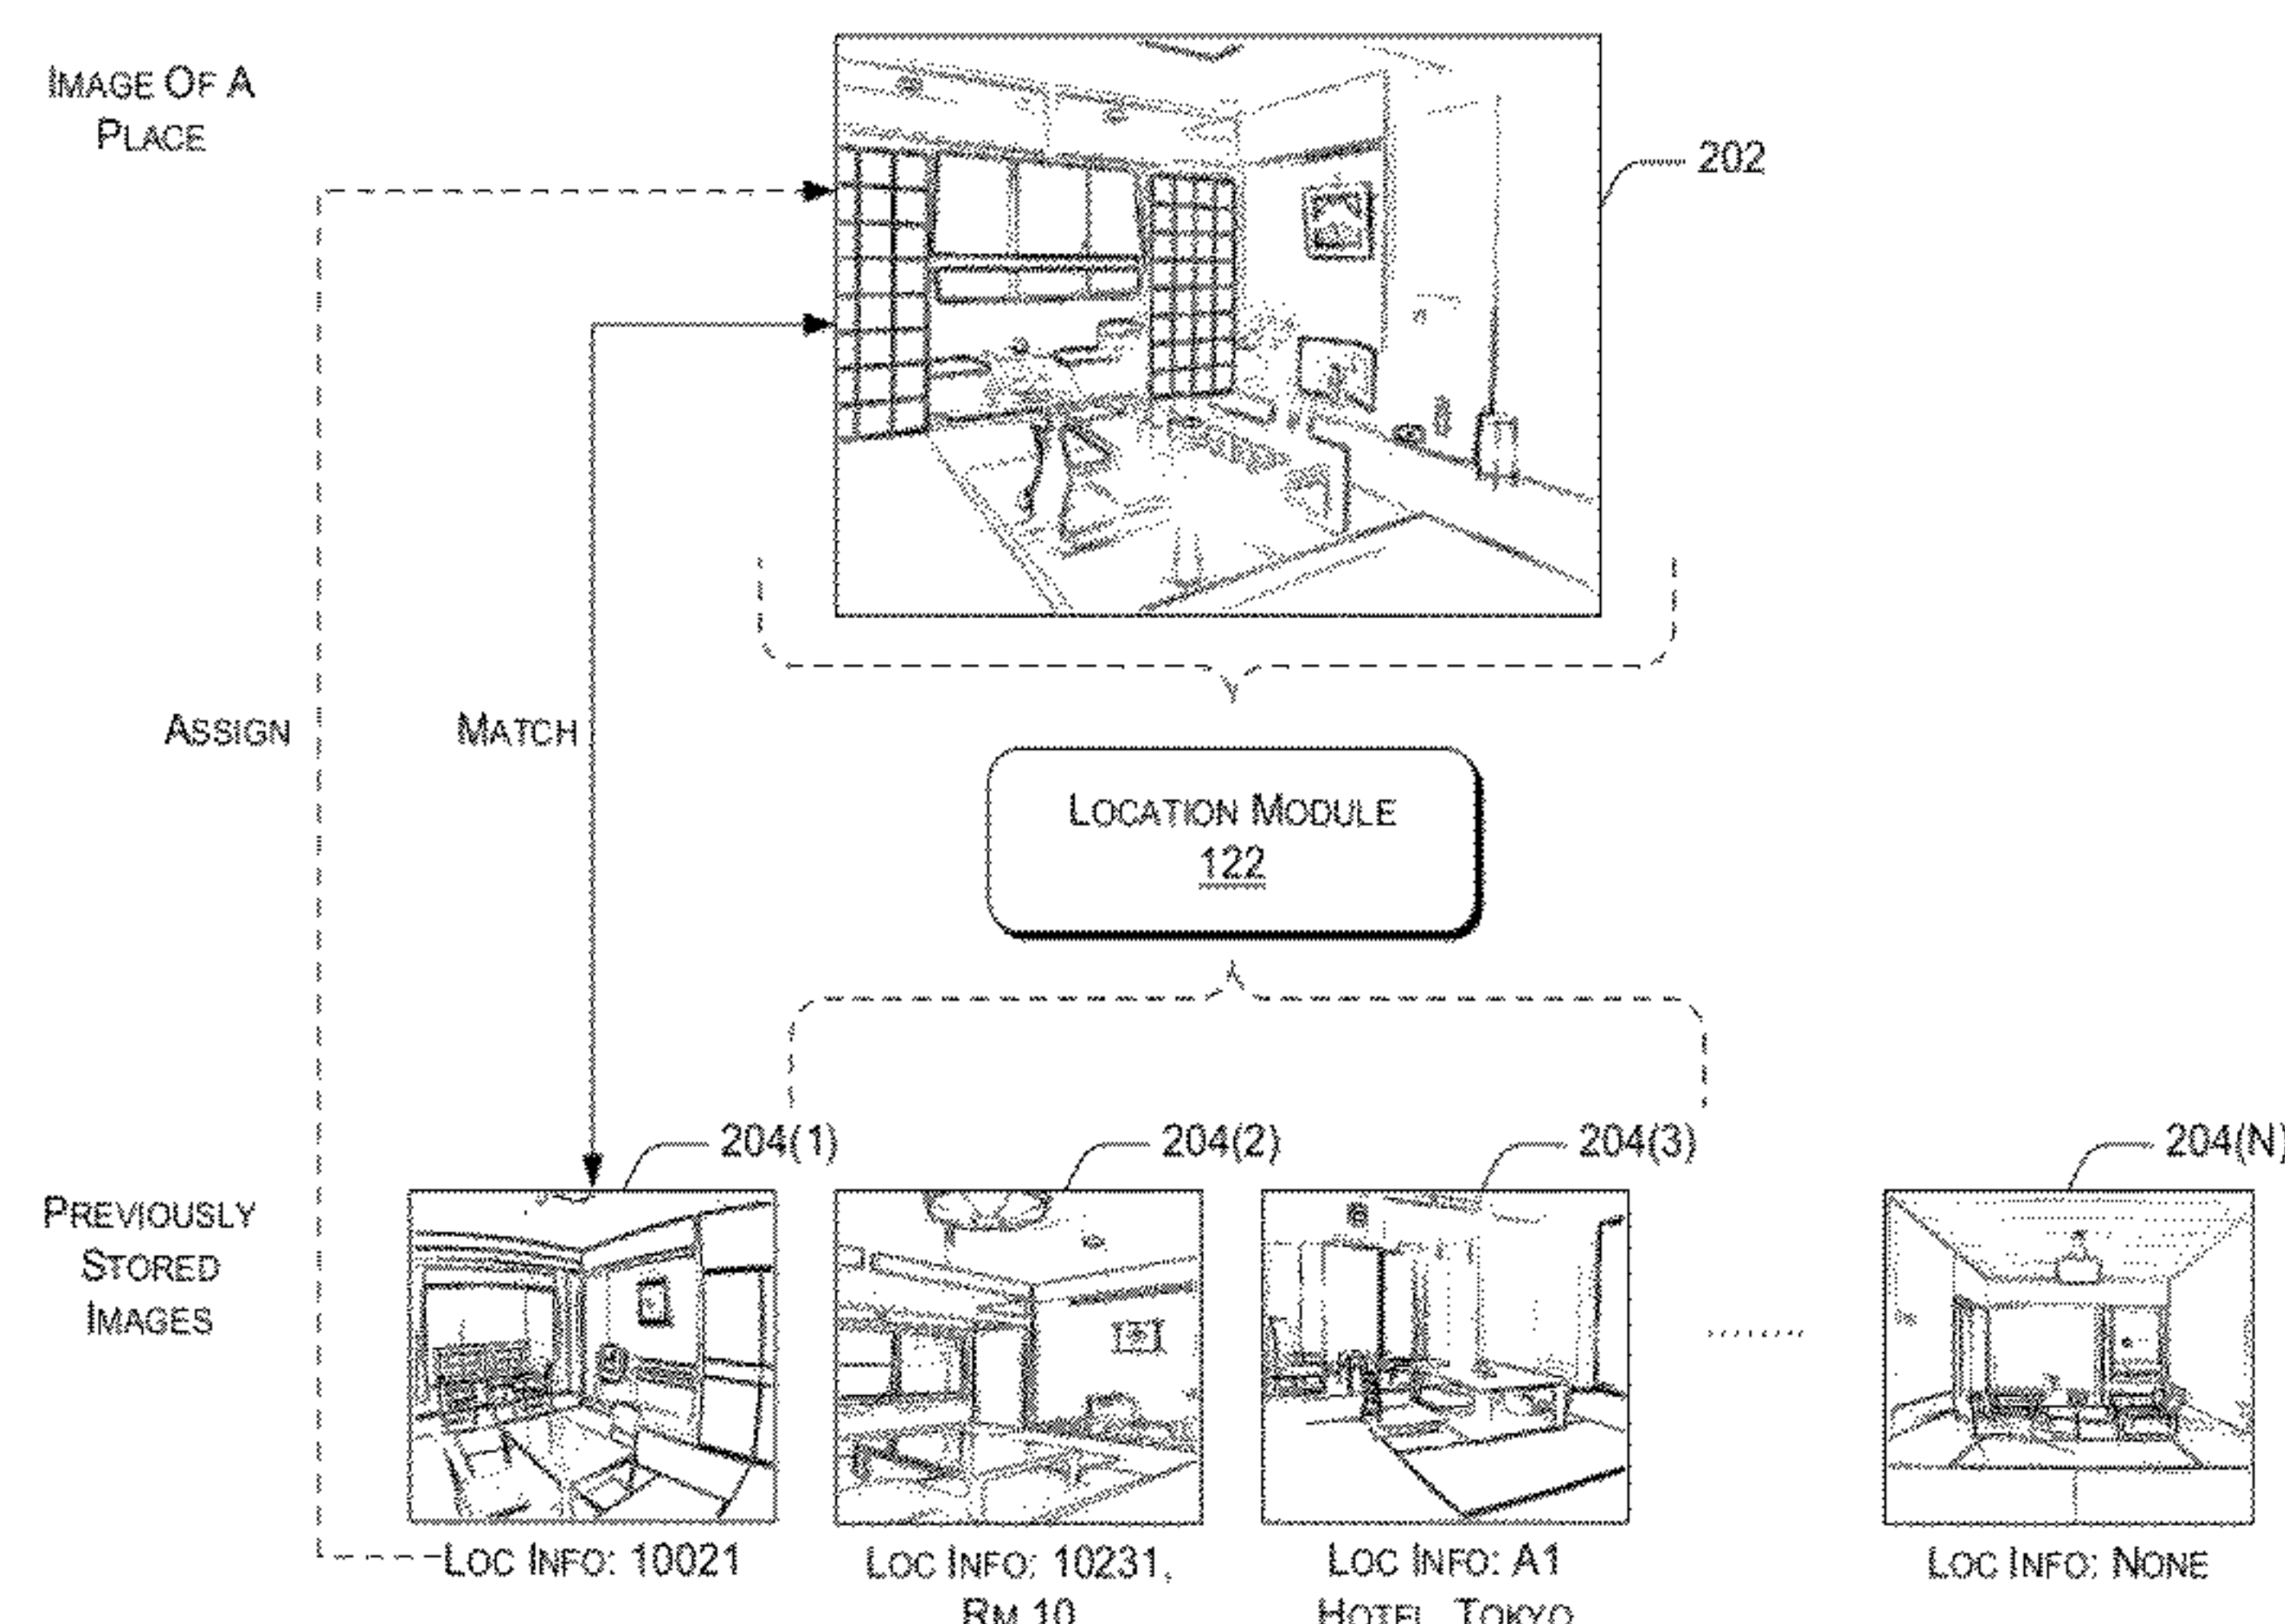 IMAGE OF A
PLACE
202
ASSIGN
MATCH
LOCATION MODULE
122
204(1)
204(2)
204(3)
204(N)
PREVIOUSLY
STORED
IMAGES
LOC INFO: 10021
LOC INFO: 10231,
RM 10
LOC INFO: A1
HOTEL, TOKYO
LOC INFO: NONE